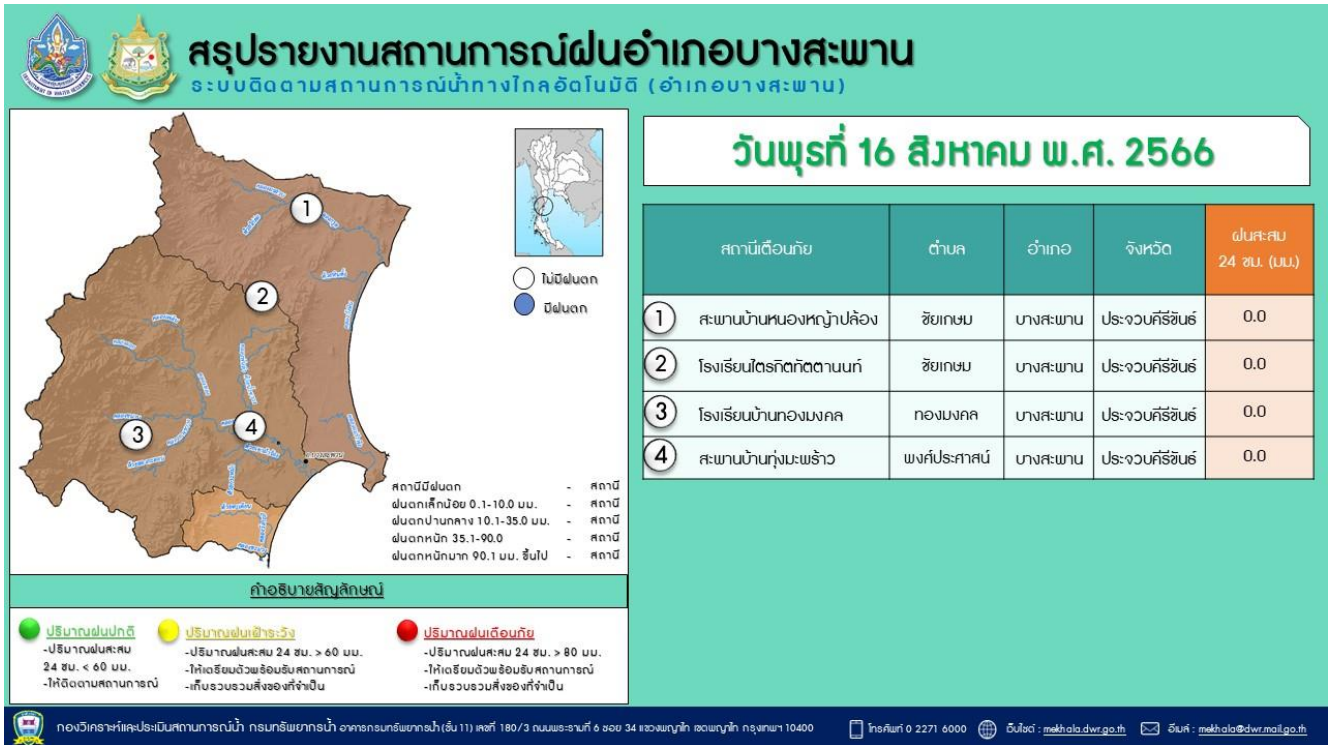 สรุปรายงานสถานการณ์ฝนอำเภอบางสะพาน
ระบบติดตามสถานการณ์น้ำทางไกลอัตโนมัติ (อำเภอบางสะพาน)
วันพุธที่ 16 สิงหาคม พ.ศ. 2566
1
2
3
4
ไม่มีฝนตก
มีฝนตก
สถานีมีฝนตก - สถานี
ฝนตกเล็กน้อย 0.1-10.0 มม. - สถานี
ฝนตกปานกลาง 10.1-35.0 มม. - สถานี
ฝนตกหนัก 35.1-90.0 - สถานี
ฝนตกหนักมาก 90.1 มม. ขึ้นไป - สถานี
สถานีเตือนภัย ตำบล อำเภอ จังหวัด ฝนสะสม
24 ชม. (มม.)
1 สะพานบ้านหนองหญ้าปล้อง ชัยเกษม บางสะพาน ประจวบคีรีขันธ์ 0.0
2 โรงเรียนไตรกิตทัตตานนท์ ชัยเกษม บางสะพาน ประจวบคีรีขันธ์ 0.0
3 โรงเรียนบ้านทองมงคล ทองมงคล บางสะพาน ประจวบคีรีขันธ์ 0.0
4 สะพานบ้านทุ่งมะพร้าว พงศ์ประศาสน์ บางสะพาน ประจวบคีรีขันธ์ 0.0
คำอธิบายสัญลักษณ์
ปริมาณฝนปกติ
-ปริมาณฝนสะสม
24 ชม. < 60 มม.
-ให้ติดตามสถานการณ์
ปริมาณฝนเฝ้าระวัง
-ปริมาณฝนสะสม 24 ชม. > 60 มม.
-ให้เตรียมตัวพร้อมรับสถานการณ์
-เก็บรวบรวมสิ่งของที่จำเป็น
ปริมาณฝนเตือนภัย
-ปริมาณฝนสะสม 24 ชม. > 80 มม.
-ให้เตรียมตัวพร้อมรับสถานการณ์
-เก็บรวบรวมสิ่งของที่จำเป็น
กองวิเคราะห์และประเมินสถานการณ์น้ำ กรมทรัพยากรน้ำ อาคารกรมทรัพยากรน้ำ (ชั้น 11) เลขที่ 180/3 ถนนพระรามที่ 6 ซอย 34 แขวงพญาไท เขตพญาไท กรุงเทพฯ 10400 โทรศัพท์ 0 2271 6000 เว็บไซต์ : mekhala.dwr.go.th อีเมล์ : mekhala@dwr.mail.go.th